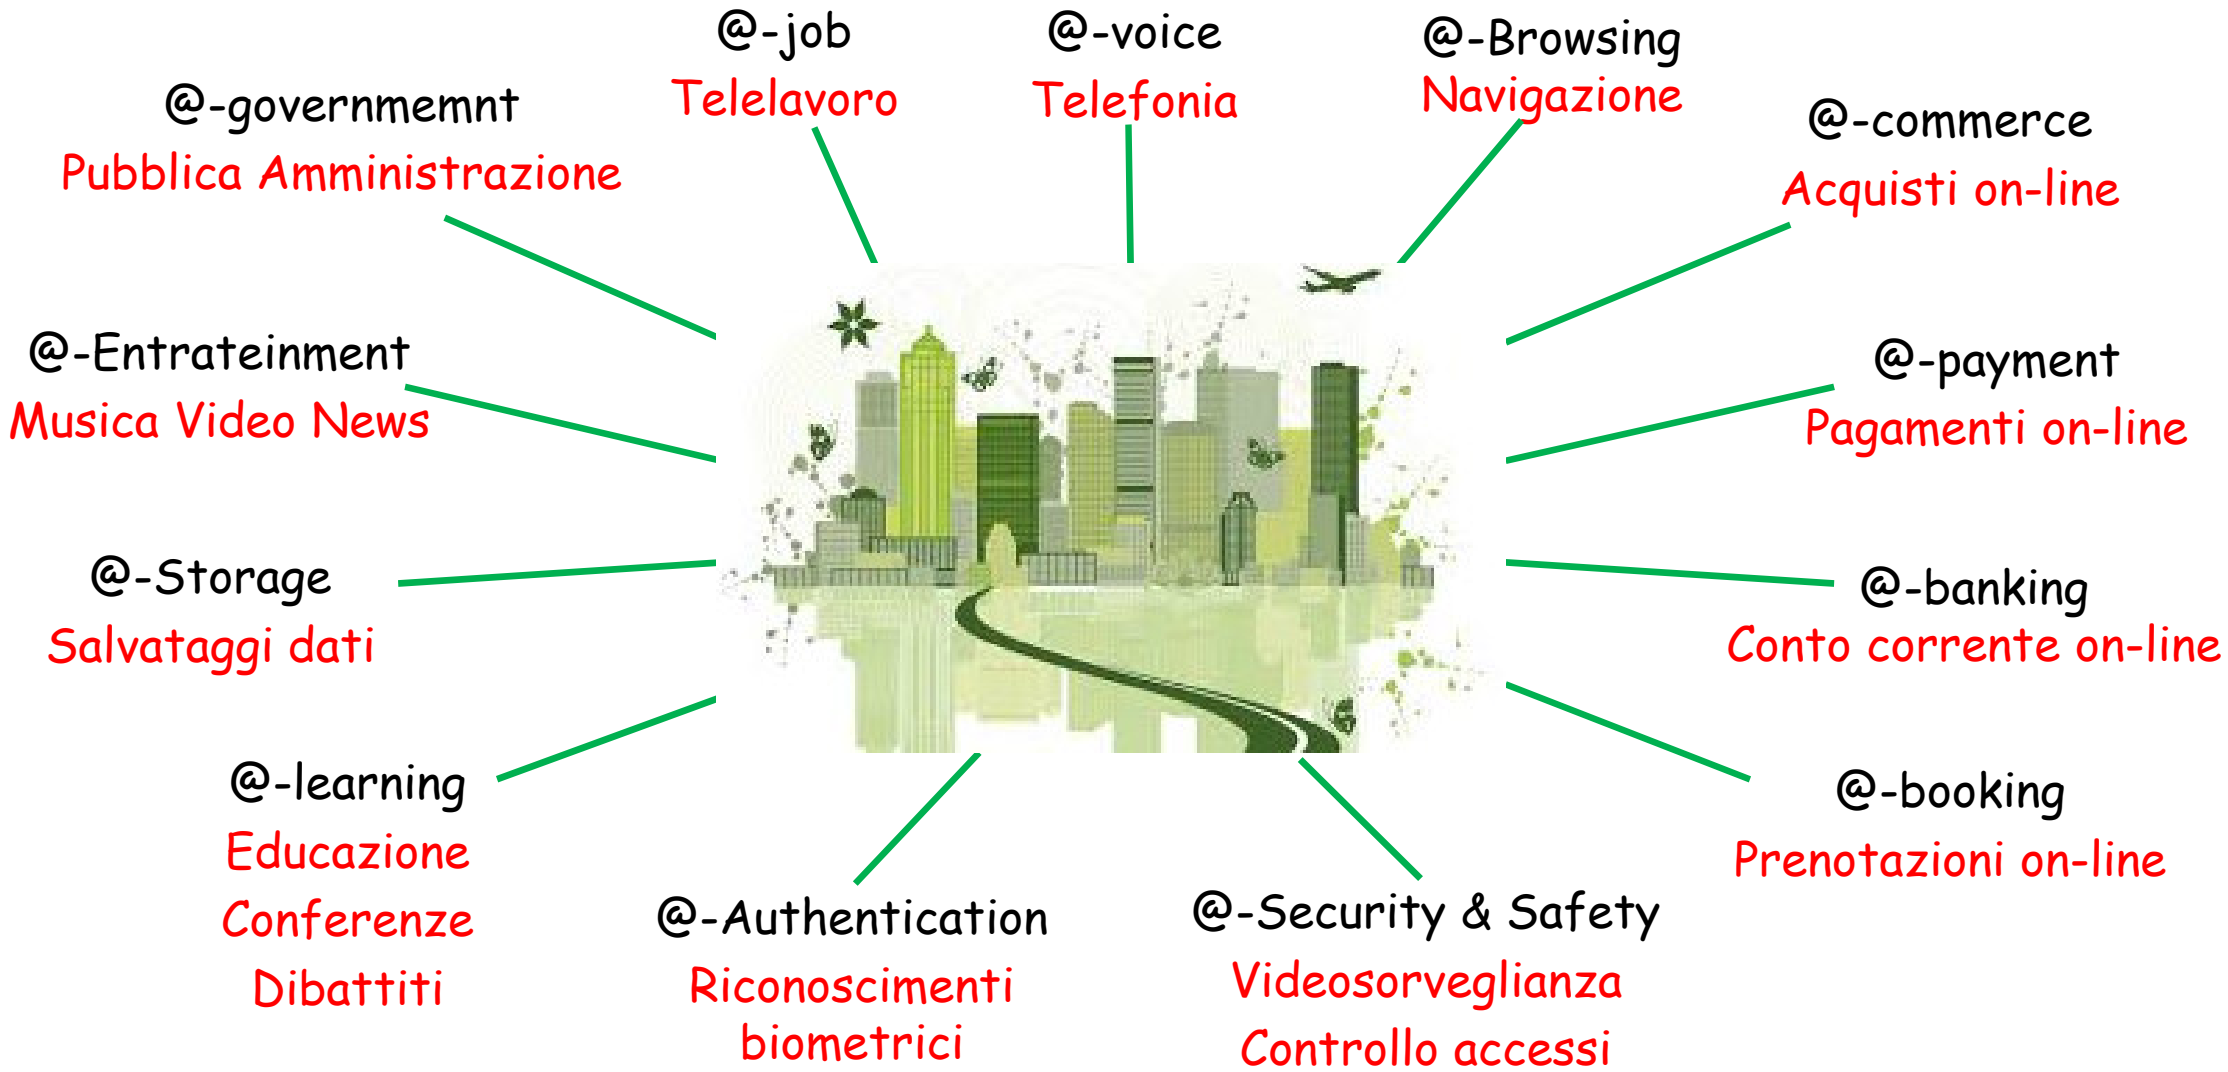 @-job
Telelavoro
@-voice
Telefonia
@-Browsing
Navigazione
@-governmemnt
Pubblica Amministrazione
@-commerce
Acquisti on-line
@-Entrateinment
Musica Video News
@-payment
Pagamenti on-line
@-Storage
Salvataggi dati
@-banking
Conto corrente on-line
@-learning
Educazione
Conferenze
Dibattiti
@-booking
Prenotazioni on-line
@-Authentication
Riconoscimenti
biometrici
@-Security & Safety
Videosorveglianza
Controllo accessi